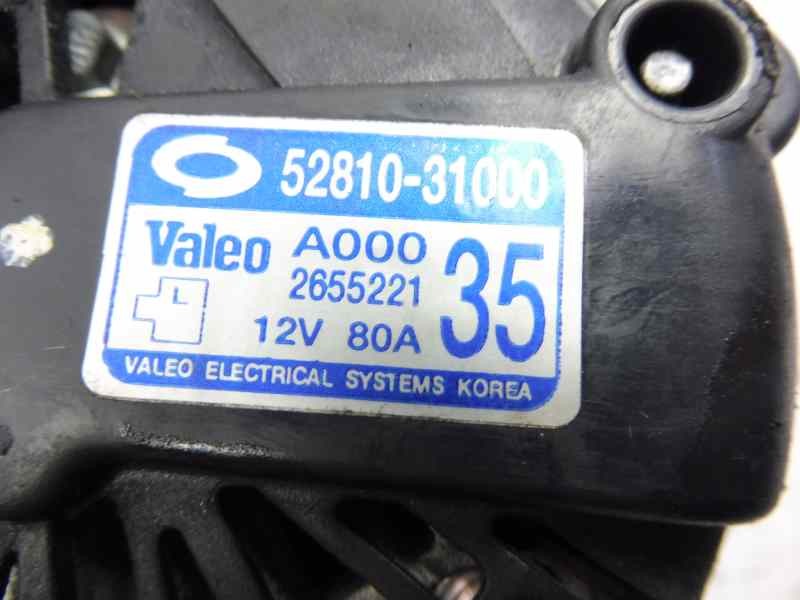 52810-31000
Valeo A000
2655221 35
12V 80A
VALEO ELECTRICAL SYSTEMS KOREA